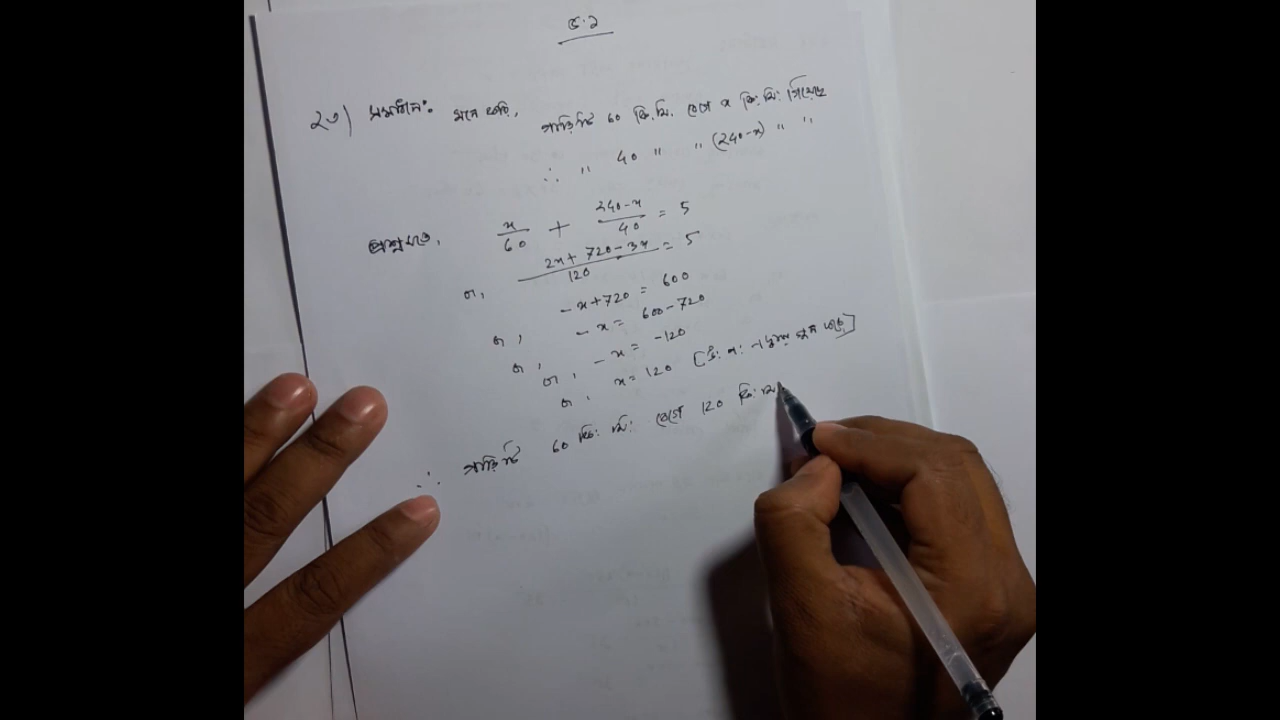 ৫.১
২৩) সমাধান: মনে করি, গাড়িটি 60 কি.মি. বেগে x কি:মি: গিয়েছে
∴ " 40 " " (240-x) " "
প্রশ্নমতে, x/60 + 240-x/40 = 5
বা, 2x+720-3x/120 = 5
বা, -x+720 = 600
বা, -x = 600-720
বা, -x = -120
বা, x = 120 [উ: প: -1 দ্বারা গুন করে]
∴ গাড়িটি 60 কি: মি: বেগে 120 কি: মি